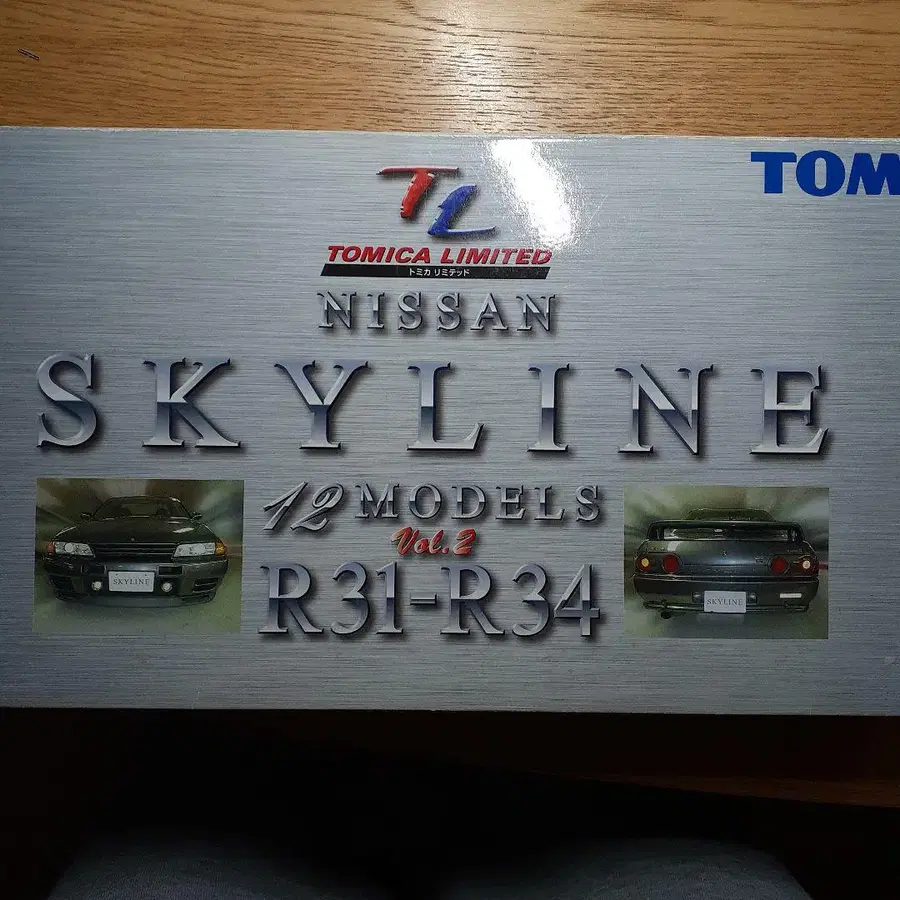 TOM
TL
TOMICA LIMITED
トミカ リミテッド
NISSAN
SKYLINE
12 MODELS
Vol.2
R31-R34
SKYLINE
SKYLINE